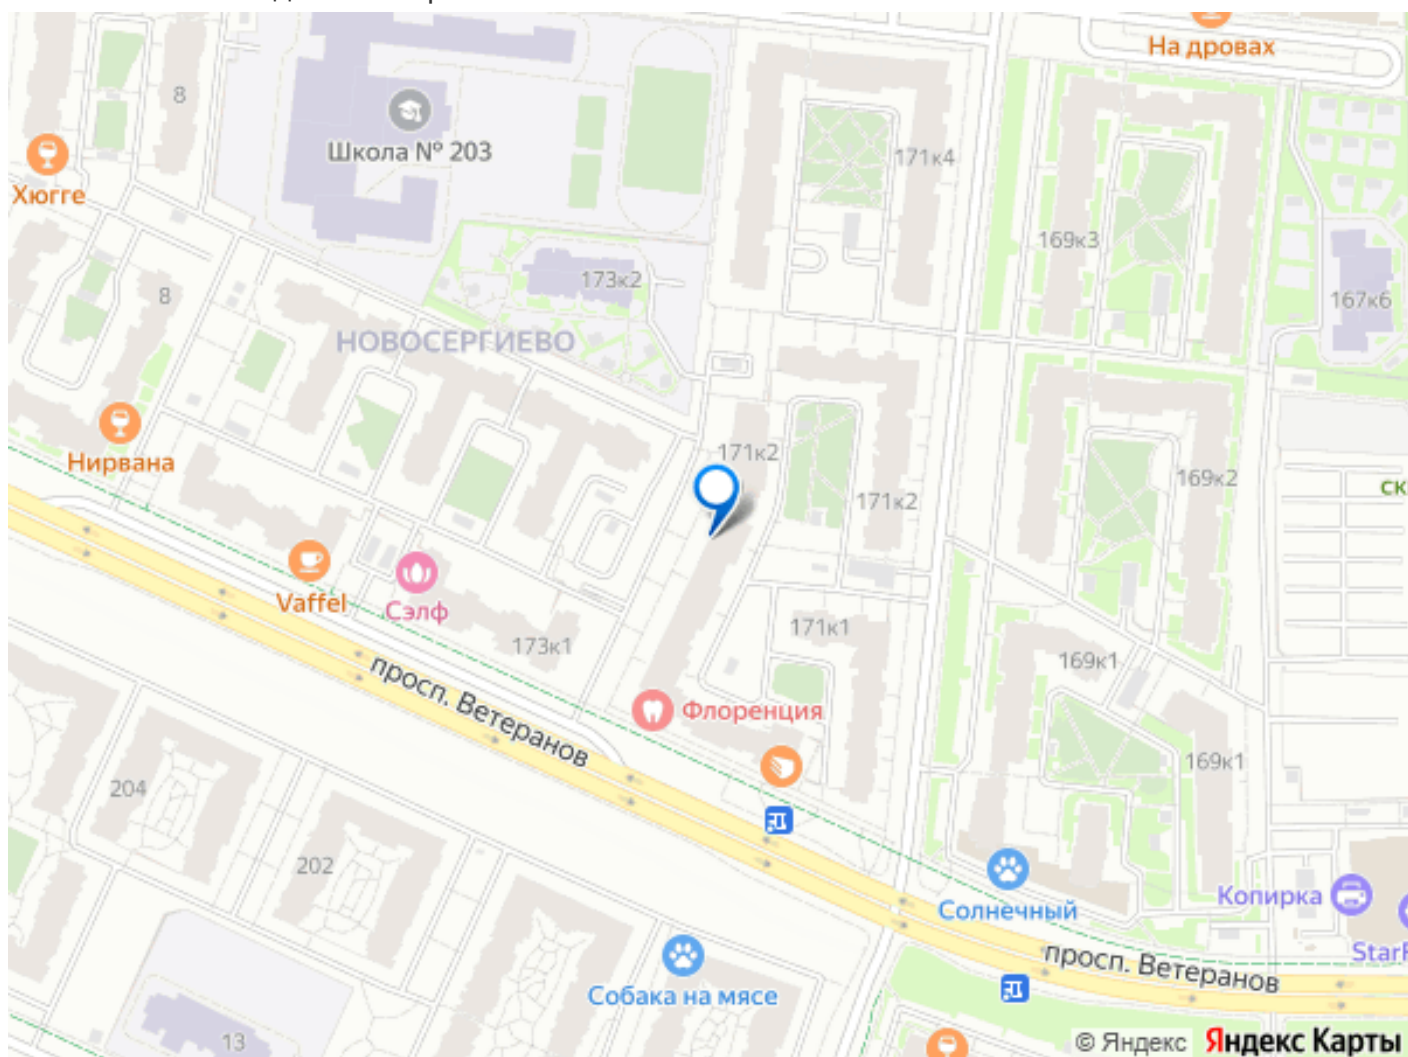 На дровах
8
Школа № 203
171к4
Хюгге
169к3
173к2
8
167к6
НОВОСЕРГИЕВО
171к2
Нирвана
169к2
171к2
Vaffel
Сэлф
171к1
173к1
169к1
просп. Ветеранов
Флоренция
169к1
204
202
Копирка
Солнечный
просп. Ветеранов
Собака на мясе
13
© Яндекс Яндекс Карты